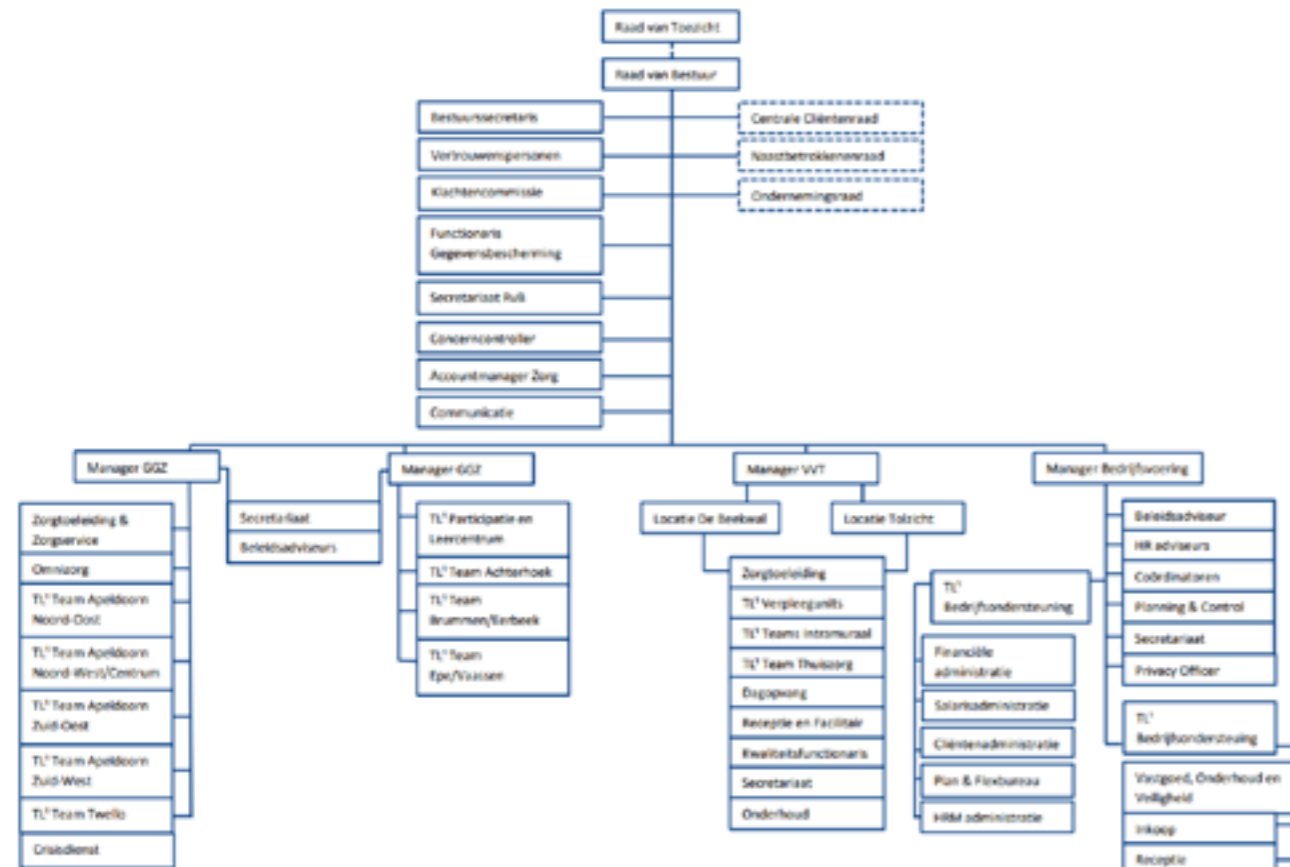 Raad van Toezicht
Raad van Bestuur
Bestuurssecretaris
Centrale Cliëntenraad
Vertrouwenspersonen
Naastbetrokkenenraad
Klachtencommissie
Ondernemingsraad
Functionaris
Gegevensbescherming
Secretariaat RvB
Concerncontroller
Accountmanager Zorg
Communicatie
Manager GGZ
Manager GGZ
Manager VVT
Manager Bedrijfsvoering
Zorgtoeleiding &
Zorgservice
Omnizorg
TL¹ Team Apeldoorn
Noord-Oost
TL¹ Team Apeldoorn
Noord-West/Centrum
TL¹ Team Apeldoorn
Zuid-Oost
TL¹ Team Apeldoorn
Zuid-West
TL¹ Team Twello
Crisisdienst
Secretariaat
Beleidsadviseurs
TL¹ Participatie en
Leercentrum
TL¹ Team Achterhoek
TL¹ Team
Brummen/Eerbeek
TL¹ Team
Epe/Vaassen
Locatie De Beekwal
Locatie Tolzicht
Zorgtoeleiding
TL¹ Verpleegunits
TL¹ Teams Intramuraal
TL¹ Team Thuiszorg
Dagopvang
Receptie en Facilitair
Kwaliteitsfunctionaris
Secretariaat
Onderhoud
TL¹
Bedrijfsondersteuning
Financiële
administratie
Salarisadministratie
Cliëntenadministratie
Plan & Flexbureau
HRM administratie
Beleidsadviseur
HR adviseurs
Coördinatoren
Planning & Control
Secretariaat
Privacy Officer
TL¹
Bedrijfsondersteuing
Vastgoed, Onderhoud en
Veiligheid
Inkoop
Receptie